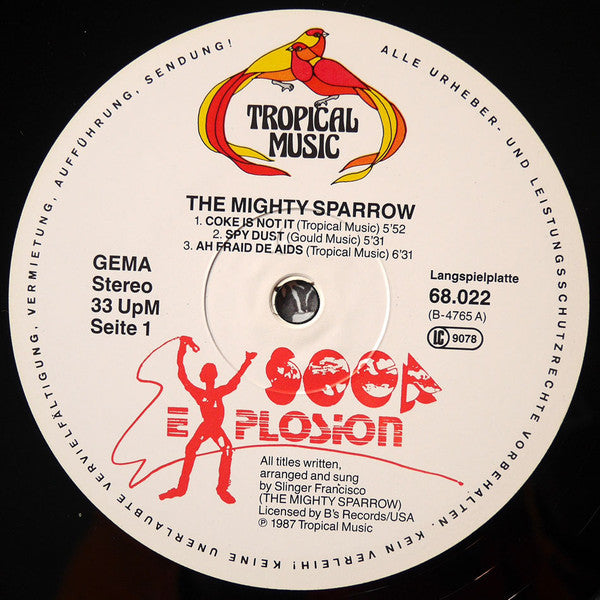 ALLE URHEBER- UND LEISTUNGSSCHUTZRECHTE VORBEHALTEN. KEIN VERLEIH! KEINE UNERLAUBTE VERVIELFÄLTIGUNG, VERMIETUNG, AUFFÜHRUNG, SENDUNG!
TROPICAL
MUSIC
THE MIGHTY SPARROW
1. COKE IS NOT IT (Tropical Music) 5'52
2. SPY DUST (Gould Music) 5'31
3. AH FRAID DE AIDS (Tropical Music) 6'31
GEMA
Stereo
33 UpM
Seite 1
Langspielplatte
68.022
(B-4765 A)
LC 9078
SOCA
EXPLOSION
All titles written,
arranged and sung
by Slinger Francisco
(THE MIGHTY SPARROW)
Licensed by B's Records/USA
℗ 1987 Tropical Music